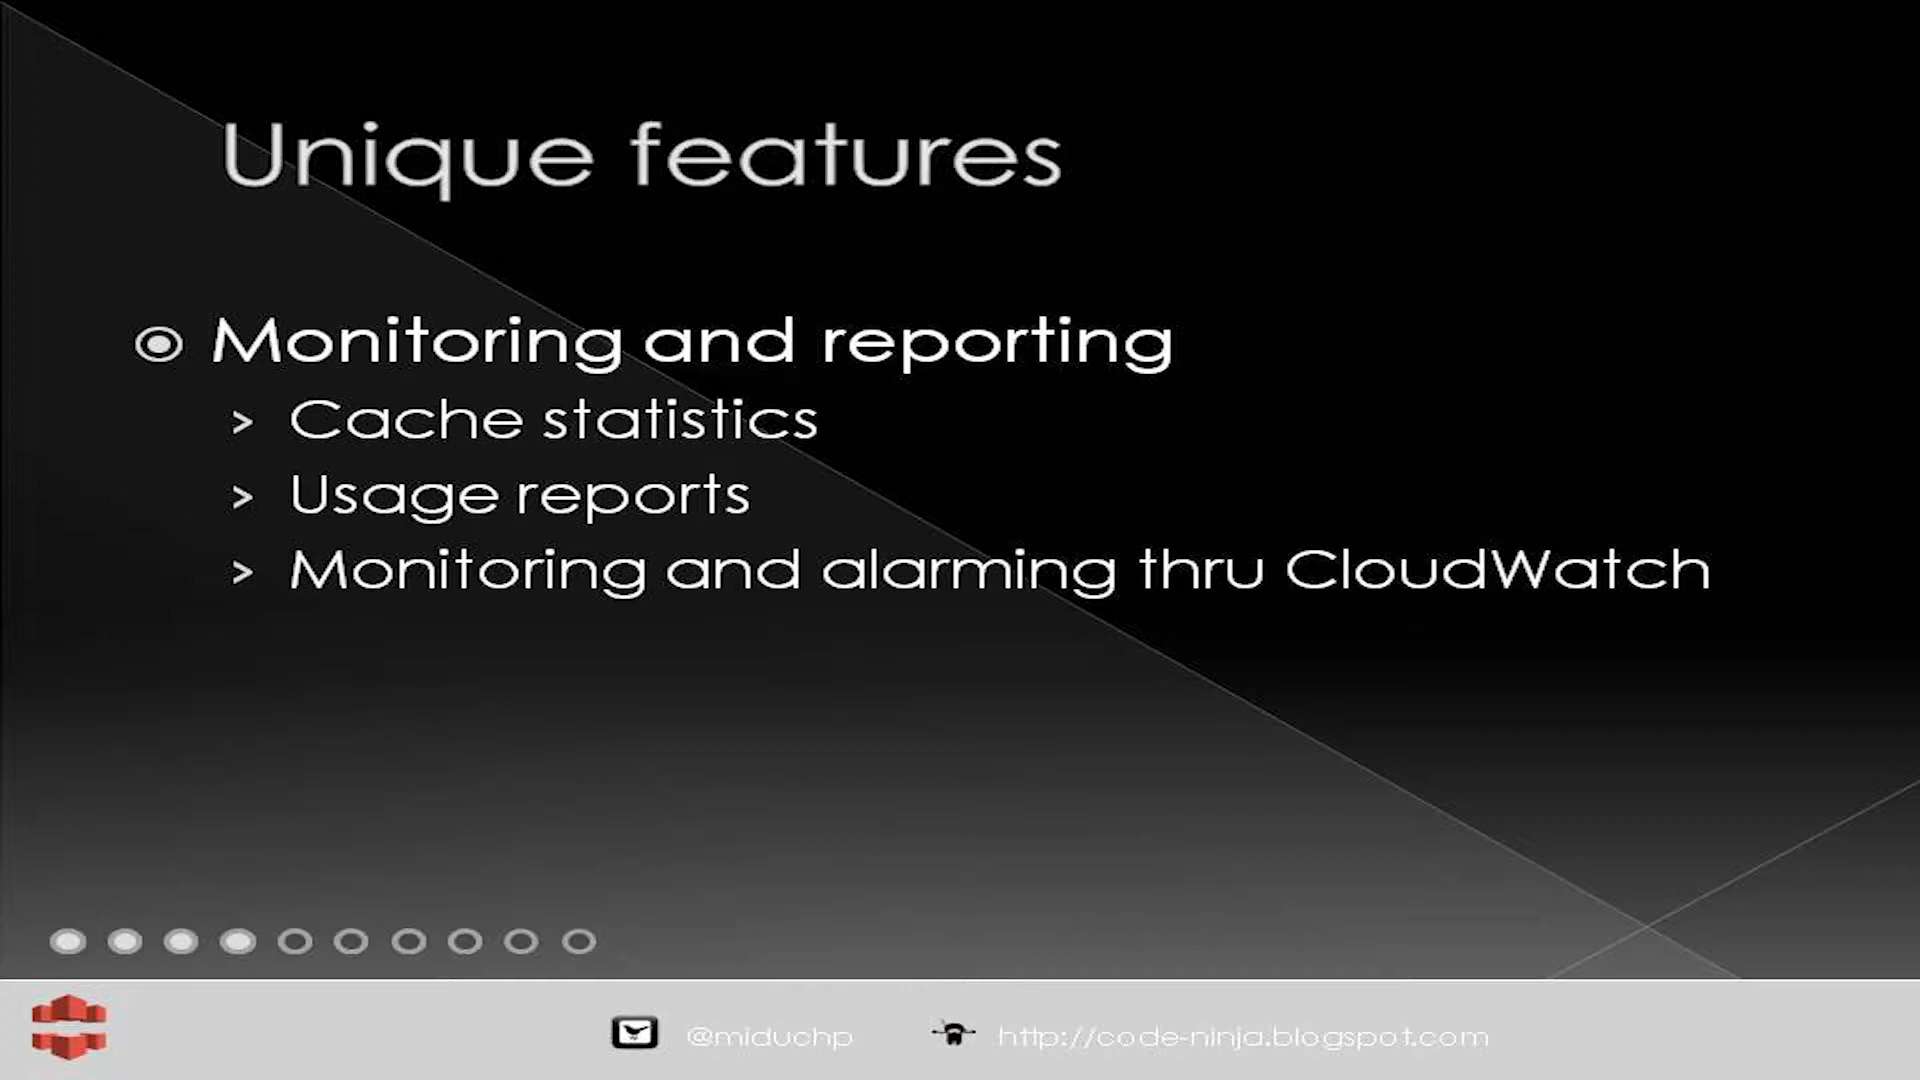 Unique features
Monitoring and reporting
> Cache statistics
> Usage reports
> Monitoring and alarming thru CloudWatch
@miduchp
http://code-ninja.blogspot.com